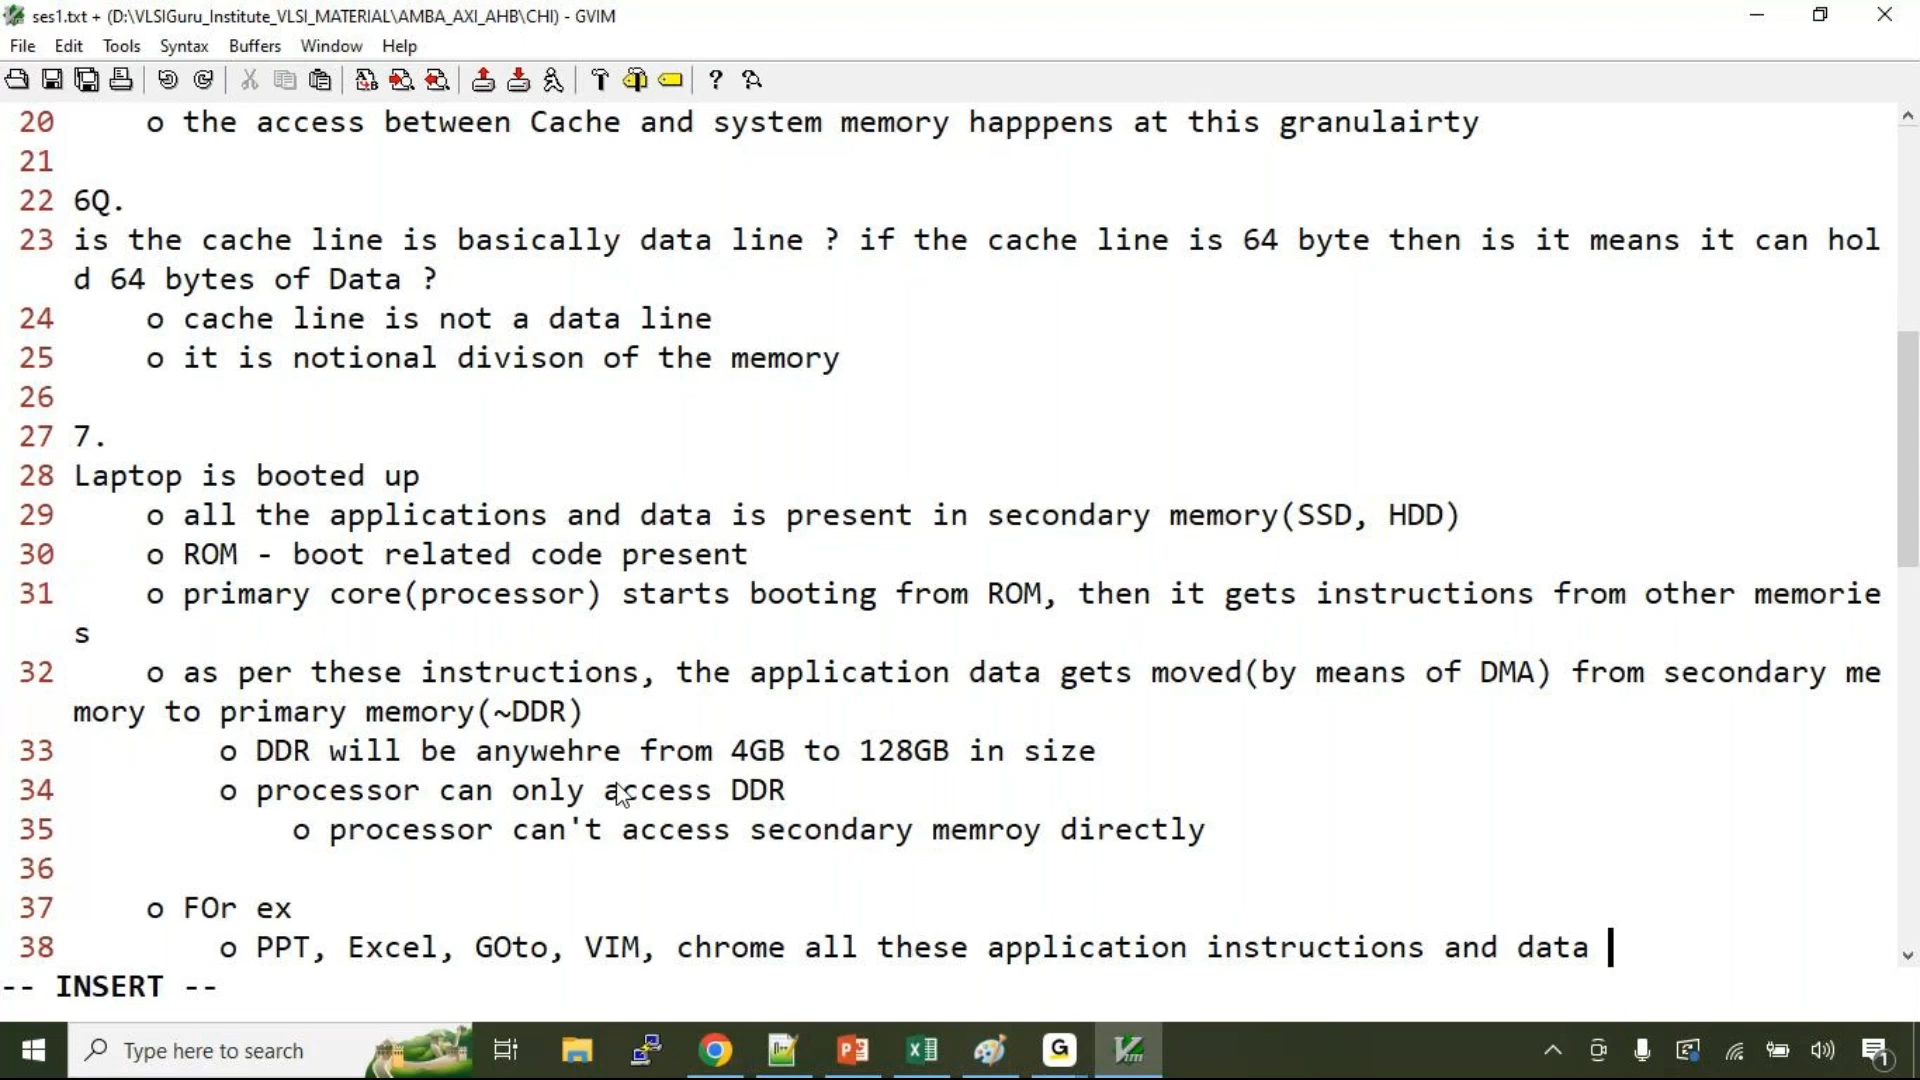 ses1.txt + (D:\VLSIGuru_Institute_VLSI_MATERIAL\AMBA_AXI_AHB\CHI) - GVIM
File Edit Tools Syntax Buffers Window Help
20 o the access between Cache and system memory happpens at this granulairty
21
22 6Q.
23 is the cache line is basically data line ? if the cache line is 64 byte then is it means it can hol
d 64 bytes of Data ?
24 o cache line is not a data line
25 o it is notional divison of the memory
26
27 7.
28 Laptop is booted up
29 o all the applications and data is present in secondary memory(SSD, HDD)
30 o ROM - boot related code present
31 o primary core(processor) starts booting from ROM, then it gets instructions from other memorie
s
32 o as per these instructions, the application data gets moved(by means of DMA) from secondary me
mory to primary memory(~DDR)
33 o DDR will be anywehre from 4GB to 128GB in size
34 o processor can only access DDR
35 o processor can't access secondary memroy directly
36
37 o FOr ex
38 o PPT, Excel, GOto, VIM, chrome all these application instructions and data
-- INSERT --
Type here to search